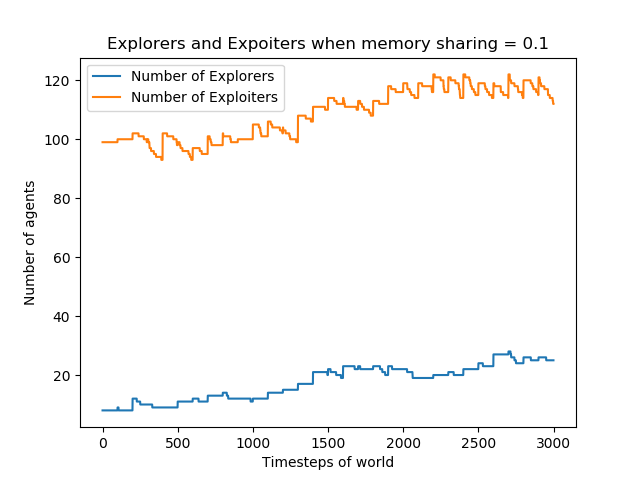 Explorers and Expoiters when memory sharing = 0.1
Number of Explorers
Number of Exploiters
120
100
80
60
40
20
Number of agents
0 500 1000 1500 2000 2500 3000
Timesteps of world